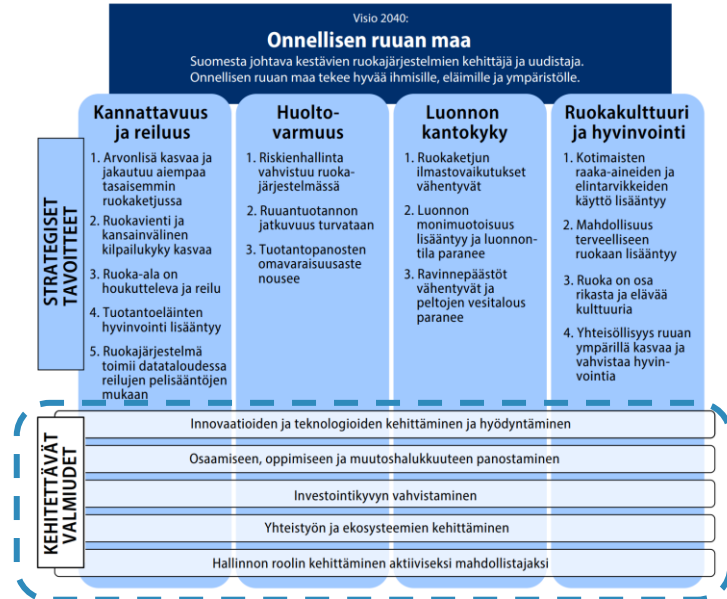 Visio 2040:
Onnellisen ruuan maa
Suomesta johtava kestävien ruokajärjestelmien kehittäjä ja uudistaja.
Onnellisen ruuan maa tekee hyvää ihmisille, eläimille ja ympäristölle.
STRATEGISET
TAVOITTEET
Kannattavuus
ja reiluus
1. Arvonlisä kasvaa ja
jakautuu aiempaa
tasaisemmin
ruokaketjussa
2. Ruokavienti ja
kansainvälinen
kilpailukyky kasvaa
3. Ruoka-ala on
houkutteleva ja reilu
4. Tuotantoeläinten
hyvinvointi lisääntyy
5. Ruokajärjestelmä
toimii datataloudessa
reilujen pelisääntöjen
mukaan
Huolto-
varmuus
1. Riskienhallinta
vahvistuu ruoka-
järjestelmässä
2. Ruuantuotannon
jatkuvuus turvataan
3. Tuotantopanosten
omavaraisuusaste
nousee
Luonnon
kantokyky
1. Ruokaketjun
ilmastovaikutukset
vähentyvät
2. Luonnon
monimuotoisuus
lisääntyy ja luonnon-
tila paranee
3. Ravinnepäästöt
vähentyvät ja
peltojen vesitalous
paranee
Ruokakulttuuri
ja hyvinvointi
1. Kotimaisten
raaka-aineiden ja
elintarvikkeiden
käyttö lisääntyy
2. Mahdollisuus
terveelliseen
ruokaan lisääntyy
3. Ruoka on osa
rikasta ja elävää
kulttuuria
4. Yhteisöllisyys ruuan
ympärillä kasvaa ja
vahvistaa hyvin-
vointia
KEHITETTÄVÄT
VALMIUDET
Innovaatioiden ja teknologioiden kehittäminen ja hyödyntäminen
Osaamiseen, oppimiseen ja muutoshalukkuuteen panostaminen
Investointikyvyn vahvistaminen
Yhteistyön ja ekosysteemien kehittäminen
Hallinnon roolin kehittäminen aktiiviseksi mahdollistajaksi